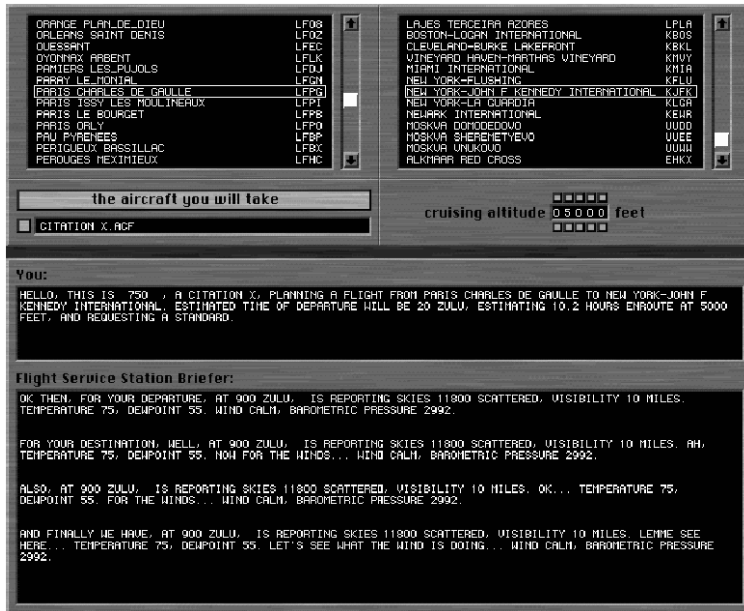 ORANGE PLAN_DE_DIEU LFO8
ORLEANS SAINT DENIS LFOZ
OUESSANT LFEC
OYONNAX ARBENT LFLK
PAMIERS LES_PUJOLS LFDJ
PARAY LE_MONIAL LFGN
PARIS CHARLES DE GAULLE LFPG
PARIS ISSY LES MOULINEAUX LFPI
PARIS LE BOURGET LFPB
PARIS ORLY LFPO
PAU PYRENEES LFBP
PERIGUEUX BASSILLAC LFBX
PEROUGES MEXIMIEUX LFHC
LAJES TERCEIRA AZORES LPLA
BOSTON-LOGAN INTERNATIONAL KBOS
CLEVELAND-BURKE LAKEFRONT KBKL
VINEYARD HAVEN-MARTHAS VINEYARD KMVY
MIAMI INTERNATIONAL KMIA
NEW YORK-FLUSHING KFLU
NEW YORK-JOHN F KENNEDY INTERNATIONAL KJFK
NEW YORK-LA GUARDIA KLGA
NEWARK INTERNATIONAL KEWR
MOSKVA DOMODEDOVO UUDD
MOSKVA SHEREMETYEVO UUEE
MOSKVA VNUKOVO UUWW
ALKMAAR RED CROSS EHKX
the aircraft you will take
CITATION X.ACF
cruising altitude 05000 feet
You:
HELLO, THIS IS 750 , A CITATION X, PLANNING A FLIGHT FROM PARIS CHARLES DE GAULLE TO NEW YORK-JOHN F
KENNEDY INTERNATIONAL. ESTIMATED TIME OF DEPARTURE WILL BE 20 ZULU, ESTIMATING 10.2 HOURS ENROUTE AT 5000
FEET, AND REQUESTING A STANDARD.
Flight Service Station Briefer:
OK THEN, FOR YOUR DEPARTURE, AT 900 ZULU, IS REPORTING SKIES 11800 SCATTERED, VISIBILITY 10 MILES.
TEMPERATURE 75, DEWPOINT 55. WIND CALM, BAROMETRIC PRESSURE 2992.
FOR YOUR DESTINATION, WELL, AT 900 ZULU, IS REPORTING SKIES 11800 SCATTERED, VISIBILITY 10 MILES. AH,
TEMPERATURE 75, DEWPOINT 55. NOW FOR THE WINDS... WIND CALM, BAROMETRIC PRESSURE 2992.
ALSO, AT 900 ZULU, IS REPORTING SKIES 11800 SCATTERED, VISIBILITY 10 MILES. OK... TEMPERATURE 75,
DEWPOINT 55. FOR THE WINDS... WIND CALM, BAROMETRIC PRESSURE 2992.
AND FINALLY WE HAVE, AT 900 ZULU, IS REPORTING SKIES 11800 SCATTERED, VISIBILITY 10 MILES. LEMME SEE
HERE... TEMPERATURE 75, DEWPOINT 55. LET'S SEE WHAT THE WIND IS DOING... WIND CALM, BAROMETRIC PRESSURE
2992.